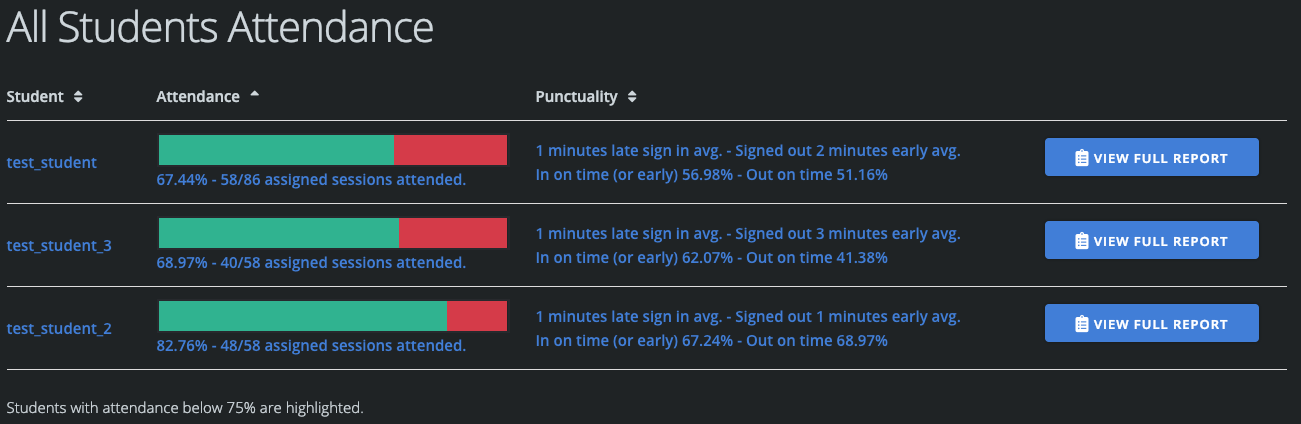 All Students Attendance
Student Attendance Punctuality
test_student
67.44% - 58/86 assigned sessions attended.
1 minutes late sign in avg. - Signed out 2 minutes early avg.
In on time (or early) 56.98% - Out on time 51.16%
VIEW FULL REPORT
test_student_3
68.97% - 40/58 assigned sessions attended.
1 minutes late sign in avg. - Signed out 3 minutes early avg.
In on time (or early) 62.07% - Out on time 41.38%
VIEW FULL REPORT
test_student_2
82.76% - 48/58 assigned sessions attended.
1 minutes late sign in avg. - Signed out 1 minutes early avg.
In on time (or early) 67.24% - Out on time 68.97%
VIEW FULL REPORT
Students with attendance below 75% are highlighted.